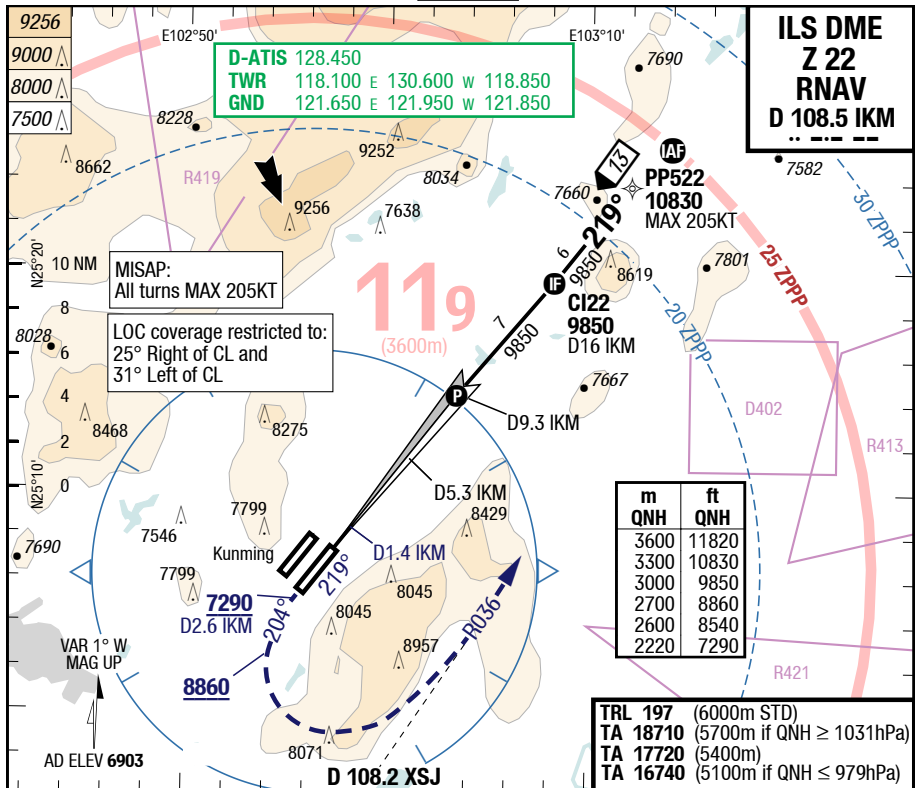 9256
9000
8000
7500
E102°50'
E103°10'
D-ATIS 128.450
TWR 118.100 E 130.600 W 118.850
GND 121.650 E 121.950 W 121.850
ILS DME
Z 22
RNAV
D 108.5 IKM
7690
8228
9252
8662
R419
8034
7582
IAF
13
PP522
10830
MAX 205KT
7660
219°
9256
7638
30 ZPPP
N25°20'
10 NM
MISAP:
All turns MAX 205KT
6
9850
8619
7801
25 ZPPP
IF
CI22
9850
D16 IKM
119
(3600m)
20 ZPPP
8
LOC coverage restricted to:
25° Right of CL and
31° Left of CL
7
9850
8028
6
7667
P
4
D9.3 IKM
D402
8468
8275
R413
2
D5.3 IKM
N25°10'
0
m ft
QNH QNH
3600 11820
3300 10830
3000 9850
2700 8860
2600 8540
2220 7290
8429
7799
7546
D1.4 IKM
7690
Kunming
219°
7799
8045
7290
D2.6 IKM
204°
8045
R036
VAR 1° W
MAG UP
8957
8860
R421
8071
AD ELEV 6903
D 108.2 XSJ
TRL 197 (6000m STD)
TA 18710 (5700m if QNH ≥ 1031hPa)
TA 17720 (5400m)
TA 16740 (5100m if QNH ≤ 979hPa)